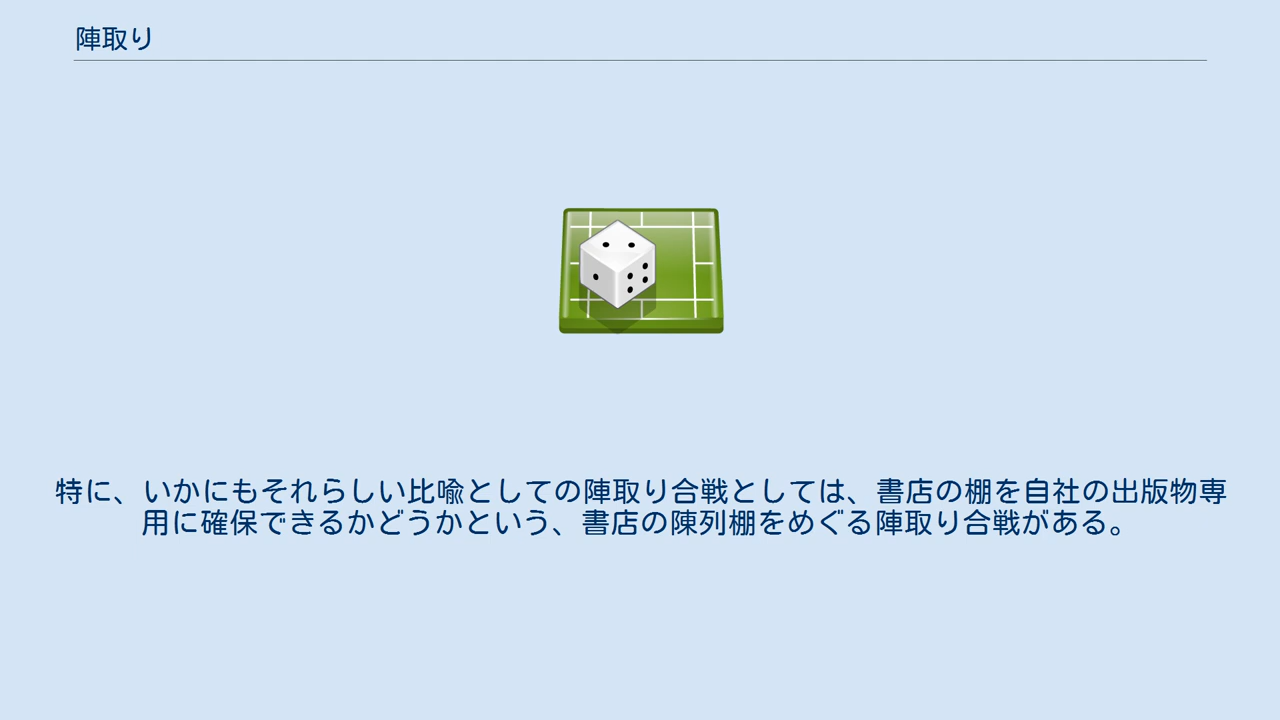 陣取り
特に、いかにもそれらしい比喩としての陣取り合戦としては、書店の棚を自社の出版物専
用に確保できるかどうかという、書店の陳列棚をめぐる陣取り合戦がある。